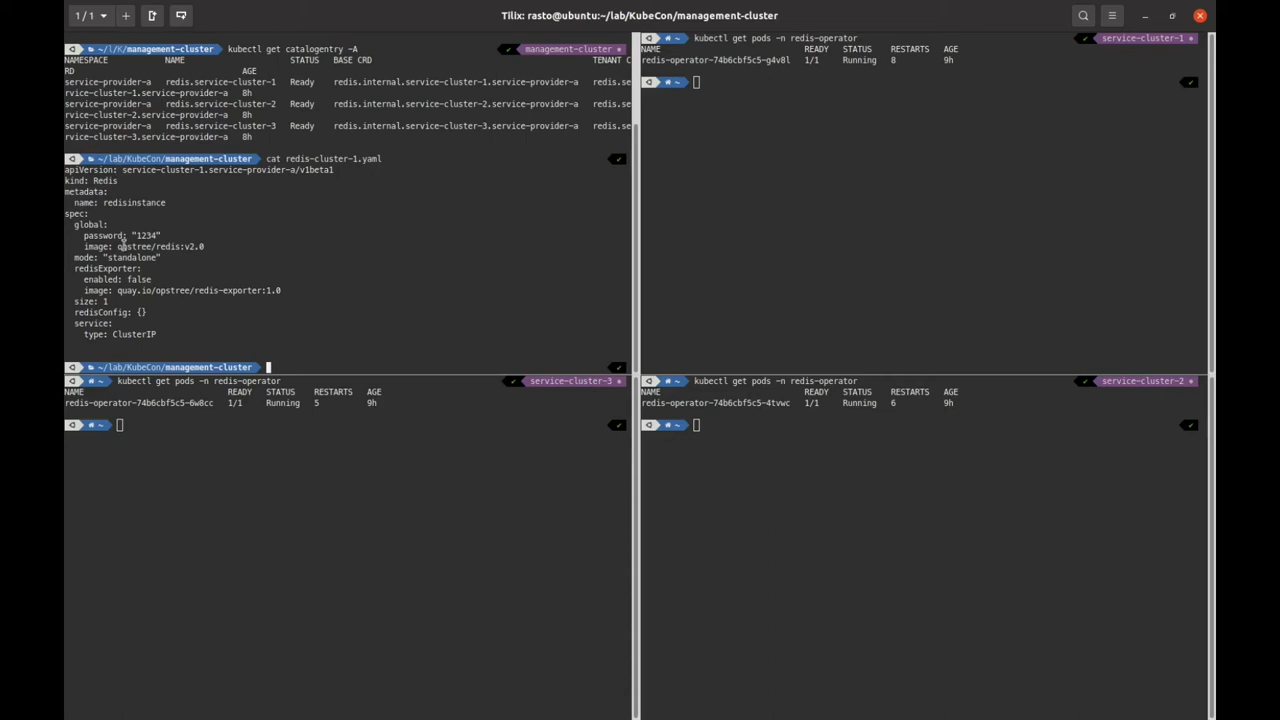 1 / 1
Tilix: rasto@ubuntu:~/lab/KubeCon/management-cluster
~/l/K/management-cluster kubectl get catalogentry -A ✔ management-cluster
NAMESPACE NAME STATUS BASE CRD TENANT C
RD AGE
service-provider-a redis.service-cluster-1 Ready redis.internal.service-cluster-1.service-provider-a redis.se
rvice-cluster-1.service-provider-a 8h
service-provider-a redis.service-cluster-2 Ready redis.internal.service-cluster-2.service-provider-a redis.se
rvice-cluster-2.service-provider-a 8h
service-provider-a redis.service-cluster-3 Ready redis.internal.service-cluster-3.service-provider-a redis.se
rvice-cluster-3.service-provider-a 8h
~/lab/KubeCon/management-cluster cat redis-cluster-1.yaml ✔
apiVersion: service-cluster-1.service-provider-a/v1beta1
kind: Redis
metadata:
name: redisinstance
spec:
global:
password: "1234"
image: opstree/redis:v2.0
mode: "standalone"
redisExporter:
enabled: false
image: quay.io/opstree/redis-exporter:1.0
size: 1
redisConfig: {}
service:
type: ClusterIP
~/lab/KubeCon/management-cluster ✔
~ kubectl get pods -n redis-operator ✔ service-cluster-1
NAME READY STATUS RESTARTS AGE
redis-operator-74b6cbf5c5-g4v8l 1/1 Running 8 9h
~ ✔
~ kubectl get pods -n redis-operator ✔ service-cluster-3
NAME READY STATUS RESTARTS AGE
redis-operator-74b6cbf5c5-6w8cc 1/1 Running 5 9h
~ ✔
~ kubectl get pods -n redis-operator ✔ service-cluster-2
NAME READY STATUS RESTARTS AGE
redis-operator-74b6cbf5c5-4tvwc 1/1 Running 6 9h
~ ✔